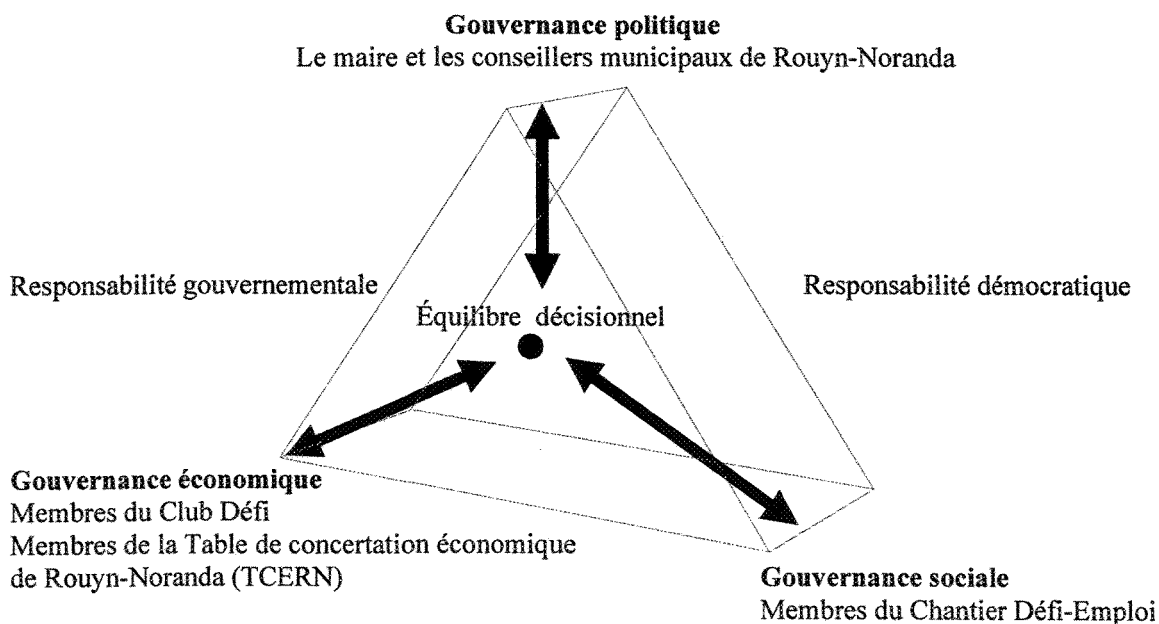 Gouvernance politique
Le maire et les conseillers municipaux de Rouyn-Noranda
Responsabilité gouvernementale
Responsabilité démocratique
Équilibre décisionnel
Gouvernance économique
Membres du Club Défi
Membres de la Table de concertation économique
de Rouyn-Noranda (TCERN)
Gouvernance sociale
Membres du Chantier Défi-Emploi